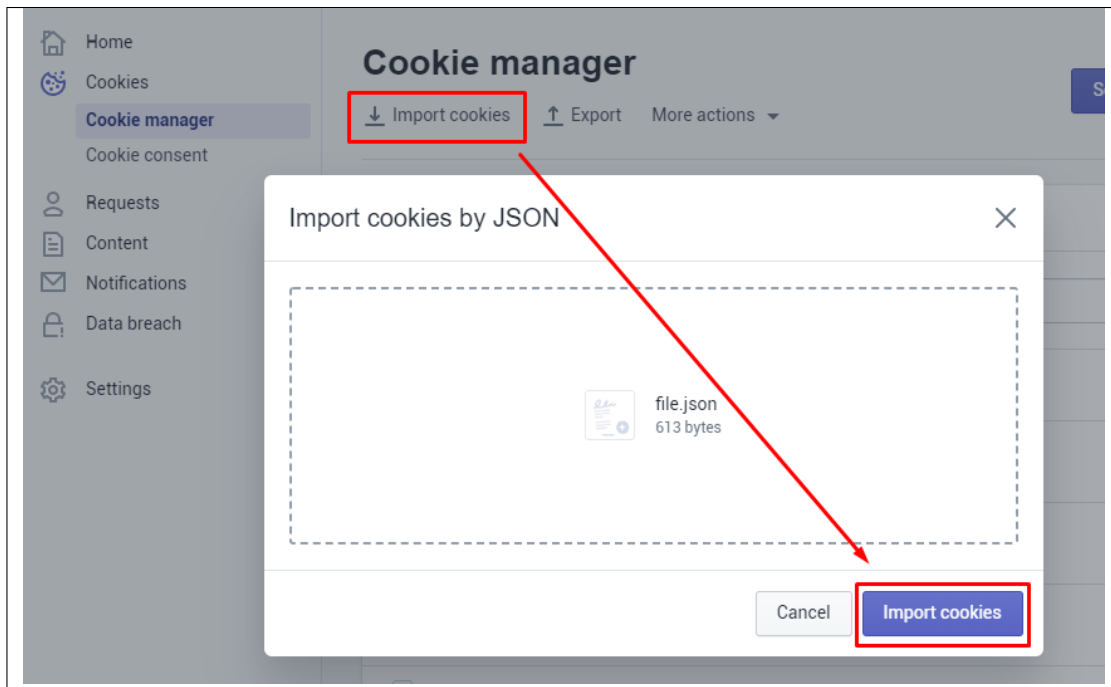 Home
Cookies
Cookie manager
Cookie consent
Requests
Content
Notifications
Data breach
Settings
Cookie manager
Import cookies Export More actions
Import cookies by JSON
file.json
613 bytes
Cancel Import cookies